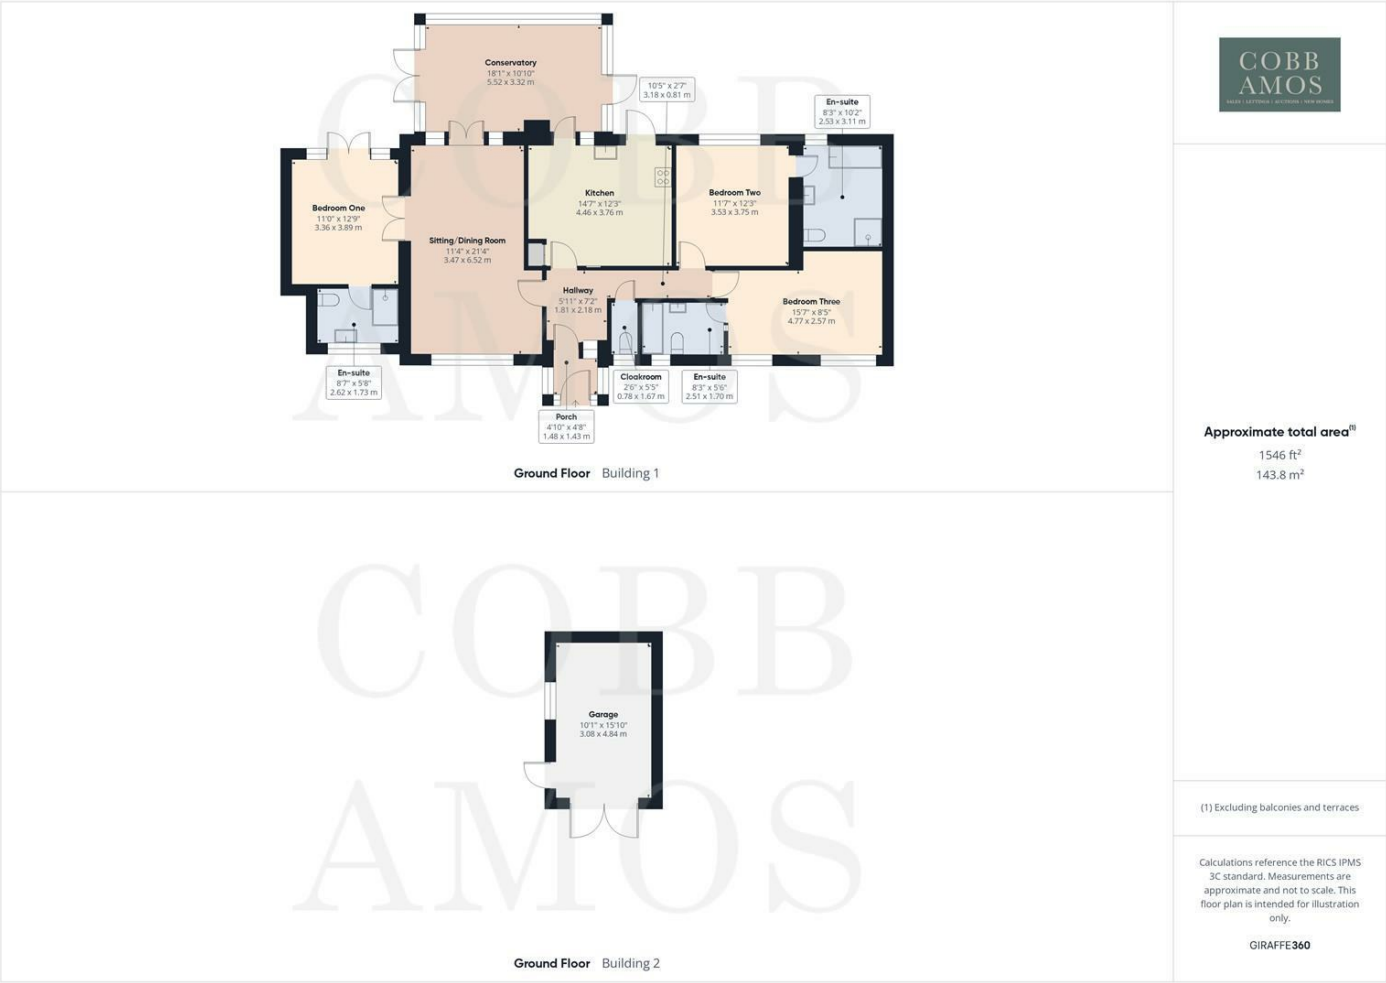 Conservatory
18'1" x 10'10"
5.52 x 3.32 m
10'5" x 2'7"
3.18 x 0.81 m
En-suite
8'3" x 10'2"
2.53 x 3.11 m
Bedroom One
11'0" x 12'9"
3.36 x 3.89 m
Sitting/Dining Room
11'4" x 21'4"
3.47 x 6.52 m
Kitchen
14'7" x 12'3"
4.46 x 3.76 m
Bedroom Two
11'7" x 12'3"
3.53 x 3.75 m
Hallway
5'11" x 7'2"
1.81 x 2.18 m
Bedroom Three
15'7" x 8'5"
4.77 x 2.57 m
En-suite
8'7" x 5'8"
2.62 x 1.73 m
Porch
4'10" x 4'8"
1.48 x 1.43 m
Cloakroom
2'6" x 5'5"
0.78 x 1.67 m
En-suite
8'3" x 5'6"
2.51 x 1.70 m
COBB
AMOS
Ground Floor Building 1
Garage
10'1" x 15'10"
3.08 x 4.84 m
COBB
AMOS
Ground Floor Building 2
COBB
AMOS
SALES | LETTINGS | AUCTIONS | NEW HOMES
Approximate total area(1)
1546 ft²
143.8 m²
(1) Excluding balconies and terraces
Calculations reference the RICS IPMS
3C standard. Measurements are
approximate and not to scale. This
floor plan is intended for illustration
only.
GIRAFFE360